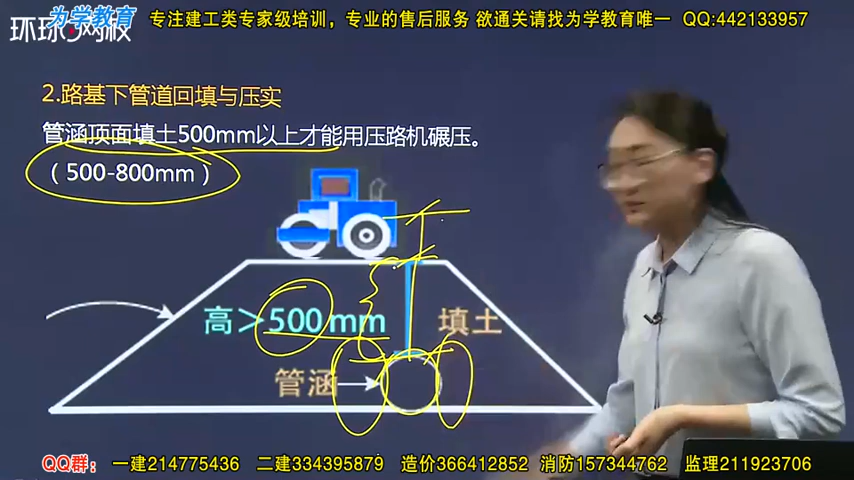 为学教育
环球网校
专注建工类专家级培训，专业的售后服务 欲通关请找为学教育唯一 QQ:442133957
2.路基下管道回填与压实
管涵顶面填土500mm以上才能用压路机碾压。
（500-800mm）
高＞500mm
填土
管涵
QQ群： 一建214775436 二建334395879 造价366412852 消防157344762 监理211923706